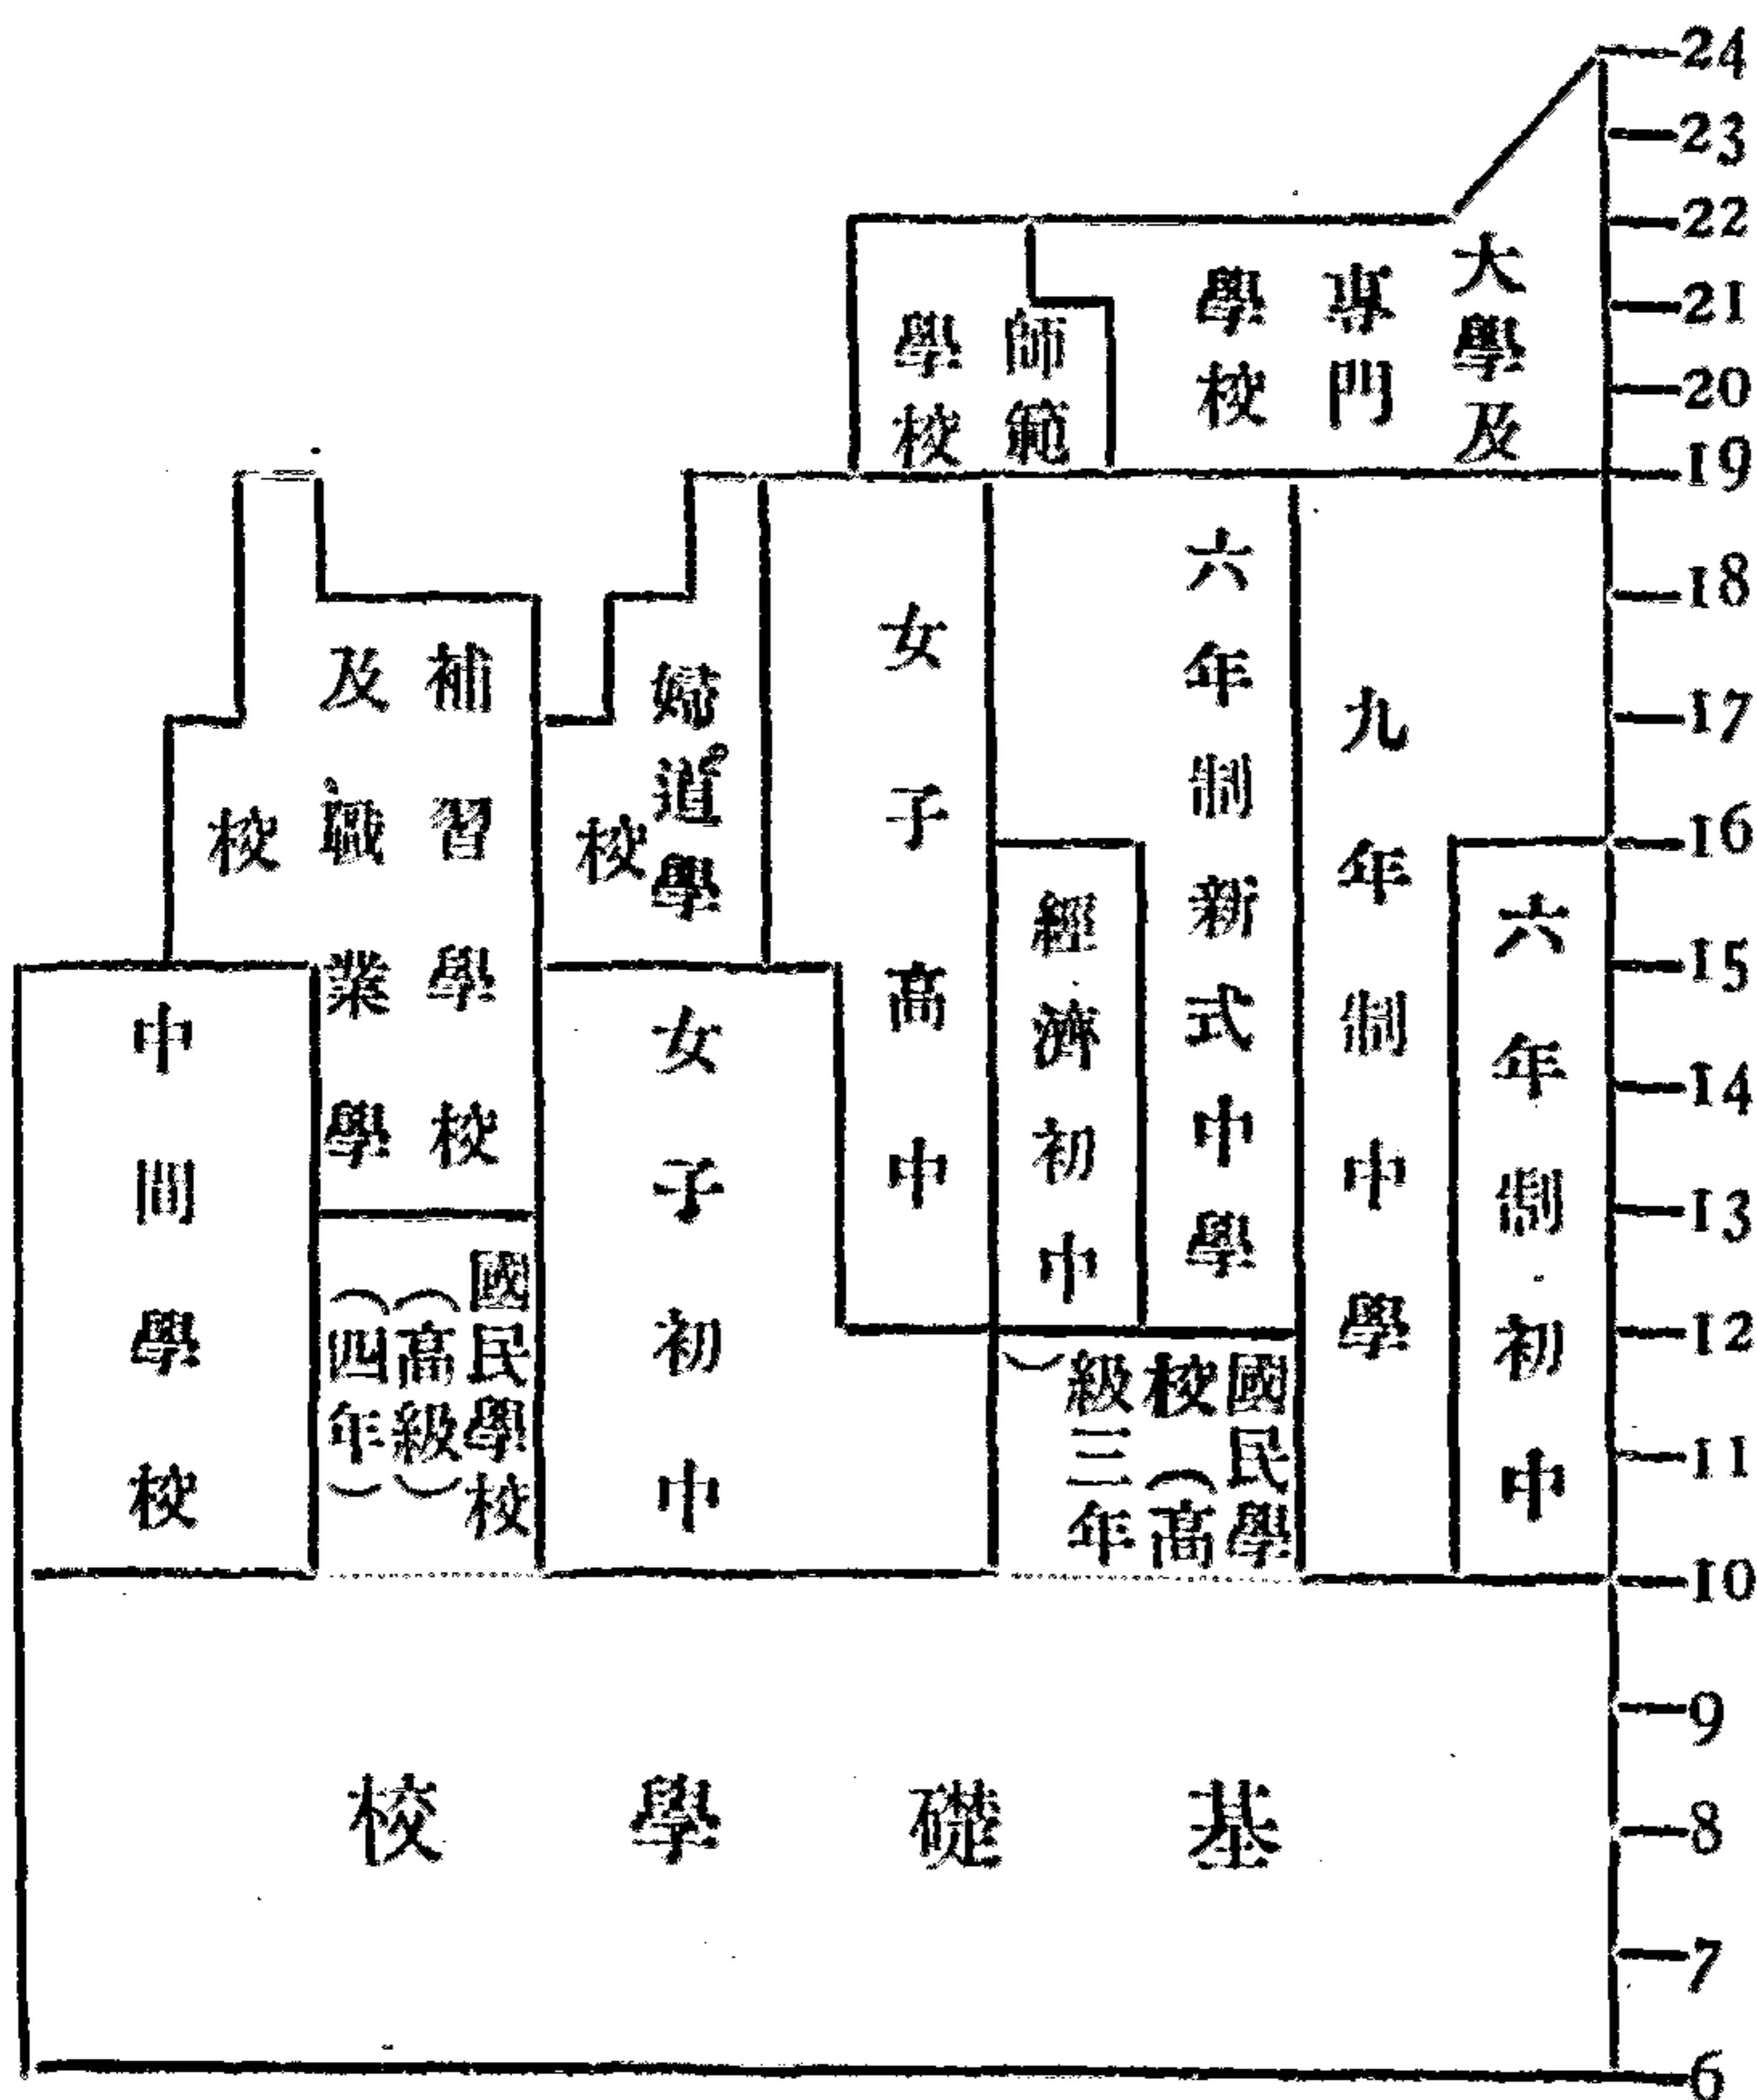 24
23
22
21
20
19
18
17
16
15
14
13
12
11
10
9
8
7
6
大學及
專門
學校
師範
學校
六年制初中
九年制中學
六年制新式中學
經濟初中
國民學
校（高
級三年
）
女子高中
女子初中
婦道學
校
補習學校
及職業學
校
國民學校
（高級）
（四年）
中間學校
基礎學校